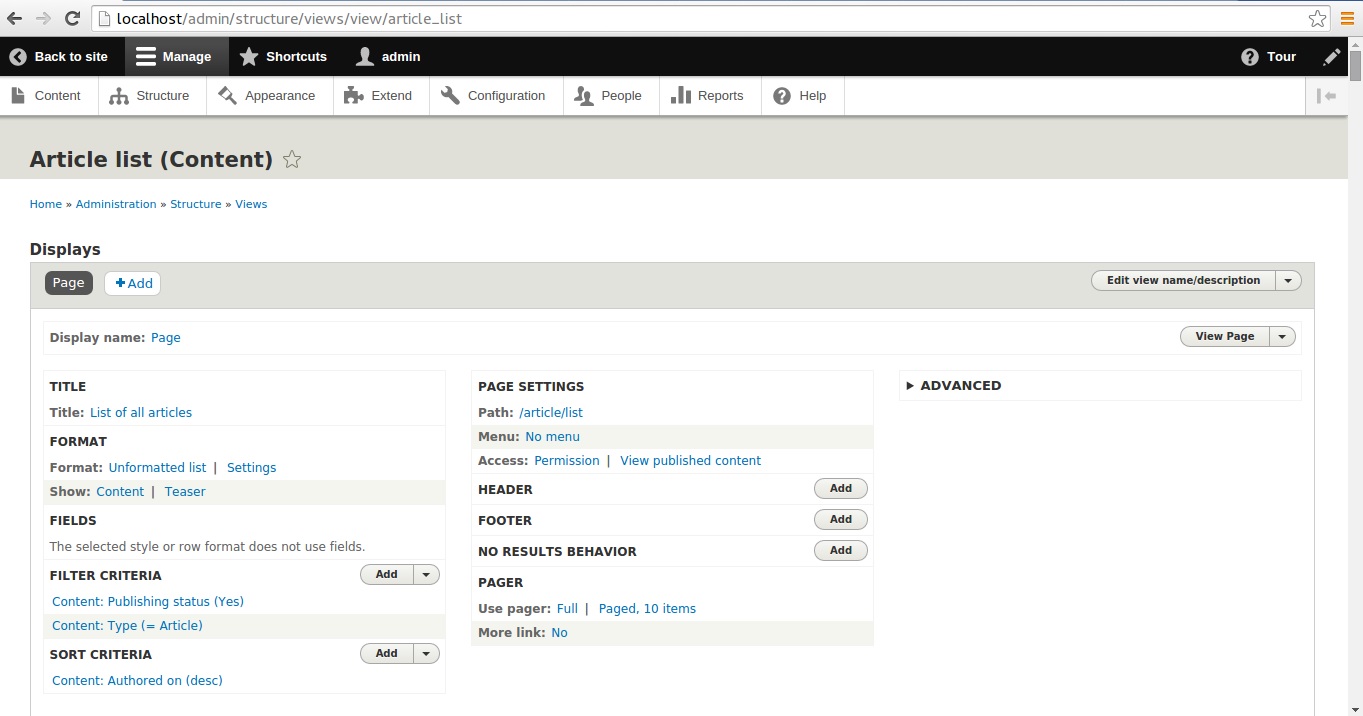 localhost/admin/structure/views/view/article_list
Back to site Manage Shortcuts admin Tour
Content Structure Appearance Extend Configuration People Reports Help
Article list (Content)
Home » Administration » Structure » Views
Displays
Page Add Edit view name/description
Display name: Page View Page
TITLE
Title: List of all articles
FORMAT
Format: Unformatted list | Settings
Show: Content | Teaser
FIELDS
The selected style or row format does not use fields.
FILTER CRITERIA Add
Content: Publishing status (Yes)
Content: Type (= Article)
SORT CRITERIA Add
Content: Authored on (desc)
PAGE SETTINGS
Path: /article/list
Menu: No menu
Access: Permission | View published content
HEADER Add
FOOTER Add
NO RESULTS BEHAVIOR Add
PAGER
Use pager: Full | Paged, 10 items
More link: No
ADVANCED